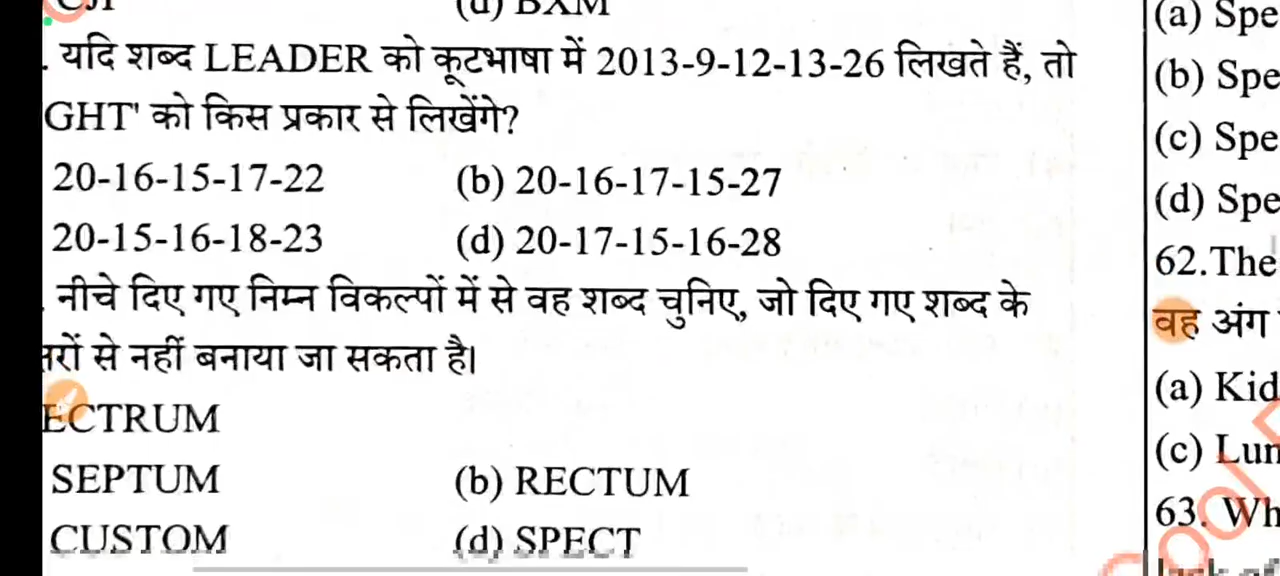 (d) BXM
. यदि शब्द LEADER को कूटभाषा में 2013-9-12-13-26 लिखते हैं, तो
GHT' को किस प्रकार से लिखेंगे?
20-16-15-17-22 (b) 20-16-17-15-27
20-15-16-18-23 (d) 20-17-15-16-28
. नीचे दिए गए निम्न विकल्पों में से वह शब्द चुनिए, जो दिए गए शब्द के
से नहीं बनाया जा सकता है।
ECTRUM
SEPTUM (b) RECTUM
CUSTOM (d) SPECT
(a) Spe
(b) Spe
(c) Spe
(d) Spe
62.The
वह अंग
(a) Kid
(c) Lun
63. Wh
Cool